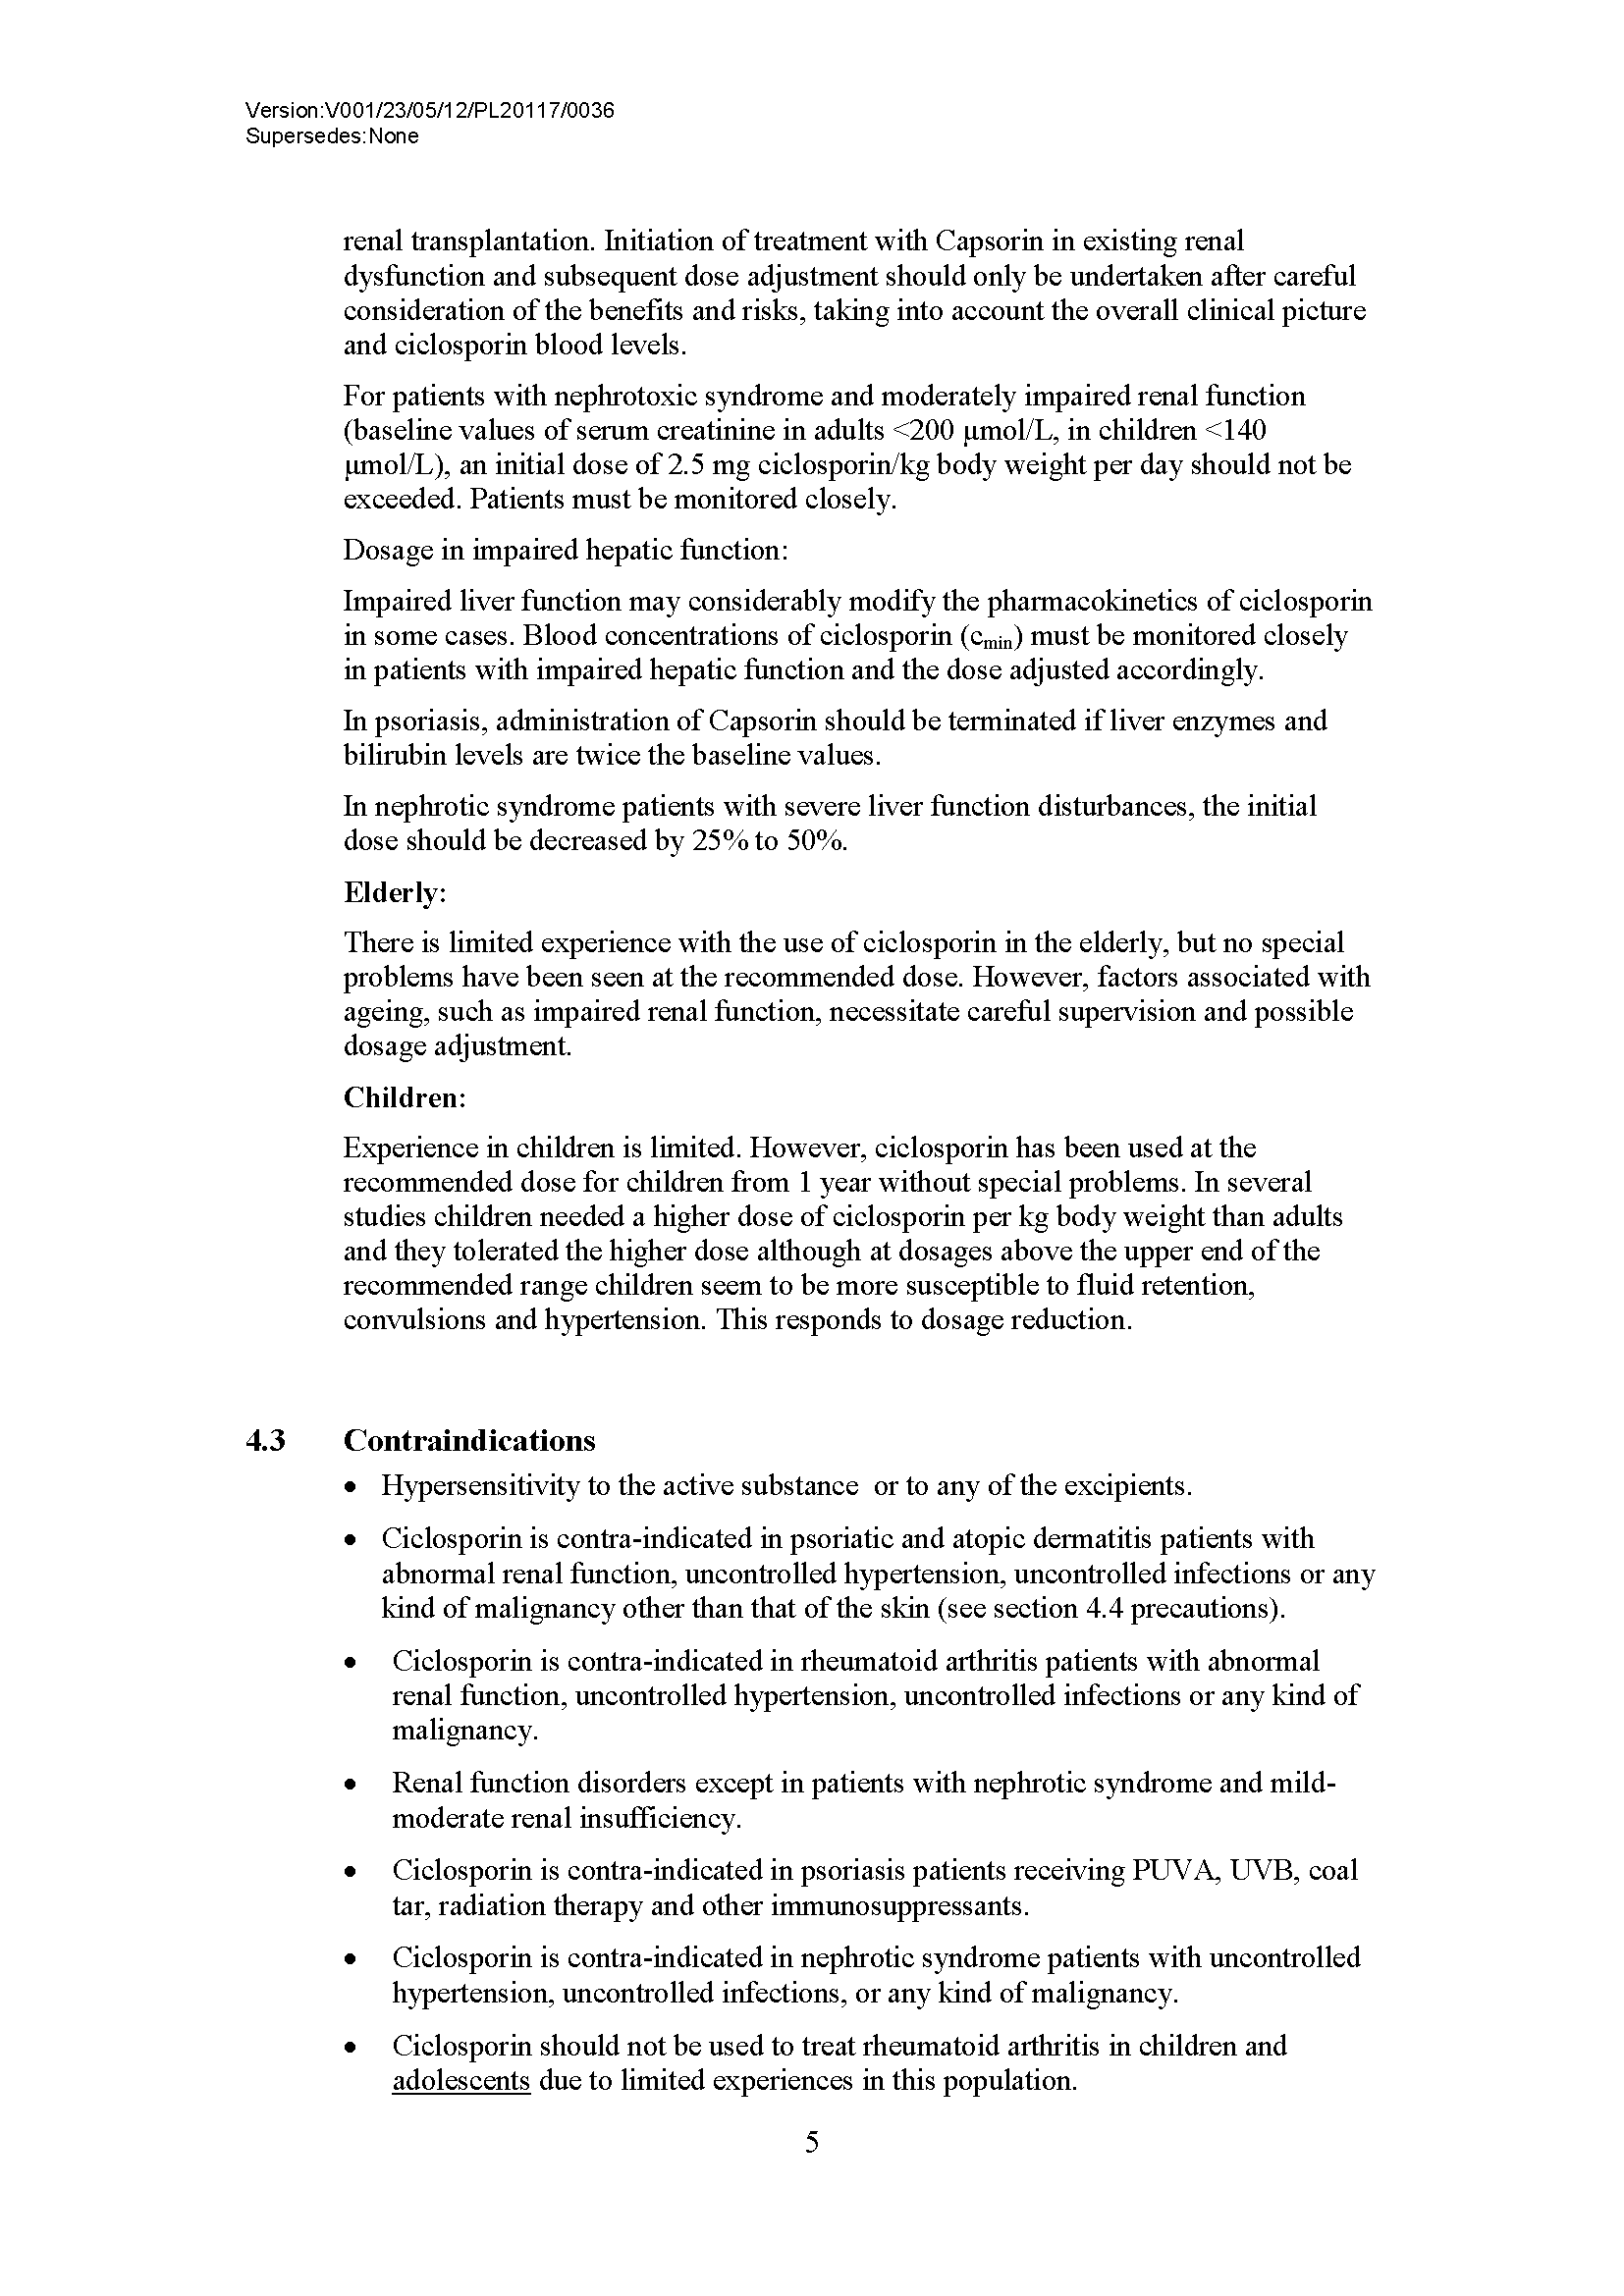 Version:V001/23/05/12/PL20117/0036
Supersedes:None
renal transplantation. Initiation of treatment with Capsorin in existing renal
dysfunction and subsequent dose adjustment should only be undertaken after careful
consideration of the benefits and risks, taking into account the overall clinical picture
and ciclosporin blood levels.
For patients with nephrotoxic syndrome and moderately impaired renal function
(baseline values of serum creatinine in adults <200 µmol/L, in children <140
µmol/L), an initial dose of 2.5 mg ciclosporin/kg body weight per day should not be
exceeded. Patients must be monitored closely.
Dosage in impaired hepatic function:
Impaired liver function may considerably modify the pharmacokinetics of ciclosporin
in some cases. Blood concentrations of ciclosporin (cmin) must be monitored closely
in patients with impaired hepatic function and the dose adjusted accordingly.
In psoriasis, administration of Capsorin should be terminated if liver enzymes and
bilirubin levels are twice the baseline values.
In nephrotic syndrome patients with severe liver function disturbances, the initial
dose should be decreased by 25% to 50%.
Elderly:
There is limited experience with the use of ciclosporin in the elderly, but no special
problems have been seen at the recommended dose. However, factors associated with
ageing, such as impaired renal function, necessitate careful supervision and possible
dosage adjustment.
Children:
Experience in children is limited. However, ciclosporin has been used at the
recommended dose for children from 1 year without special problems. In several
studies children needed a higher dose of ciclosporin per kg body weight than adults
and they tolerated the higher dose although at dosages above the upper end of the
recommended range children seem to be more susceptible to fluid retention,
convulsions and hypertension. This responds to dosage reduction.
4.3 Contraindications
• Hypersensitivity to the active substance  or to any of the excipients.
• Ciclosporin is contra-indicated in psoriatic and atopic dermatitis patients with
abnormal renal function, uncontrolled hypertension, uncontrolled infections or any
kind of malignancy other than that of the skin (see section 4.4 precautions).
• Ciclosporin is contra-indicated in rheumatoid arthritis patients with abnormal
renal function, uncontrolled hypertension, uncontrolled infections or any kind of
malignancy.
• Renal function disorders except in patients with nephrotic syndrome and mild-
moderate renal insufficiency.
• Ciclosporin is contra-indicated in psoriasis patients receiving PUVA, UVB, coal
tar, radiation therapy and other immunosuppressants.
• Ciclosporin is contra-indicated in nephrotic syndrome patients with uncontrolled
hypertension, uncontrolled infections, or any kind of malignancy.
• Ciclosporin should not be used to treat rheumatoid arthritis in children and
adolescents due to limited experiences in this population.
5